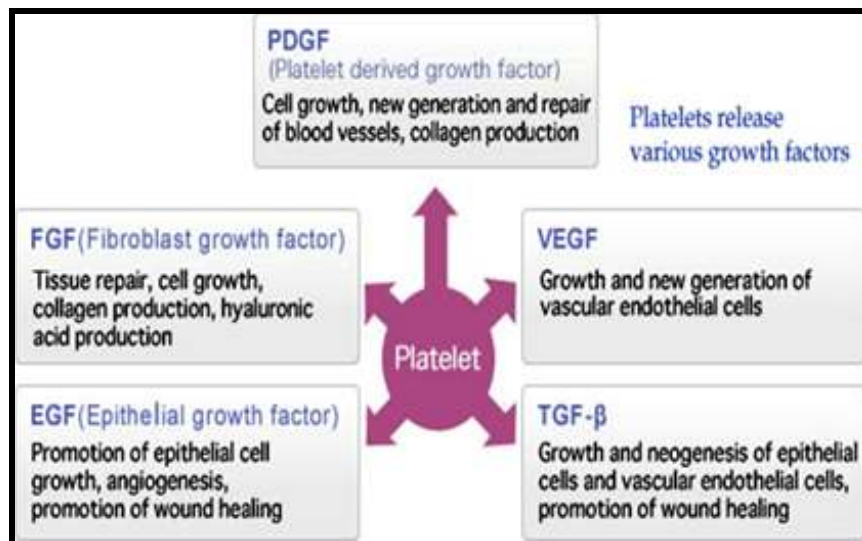 PDGF
(Platelet derived growth factor)
Cell growth, new generation and repair
of blood vessels, collagen production
Platelets release
various growth factors
FGF(Fibroblast growth factor)
Tissue repair, cell growth,
collagen production, hyaluronic
acid production
VEGF
Growth and new generation of
vascular endothelial cells
Platelet
EGF(Epithelial growth factor)
Promotion of epithelial cell
growth, angiogenesis,
promotion of wound healing
TGF-β
Growth and neogenesis of epithelial
cells and vascular endothelial cells,
promotion of wound healing